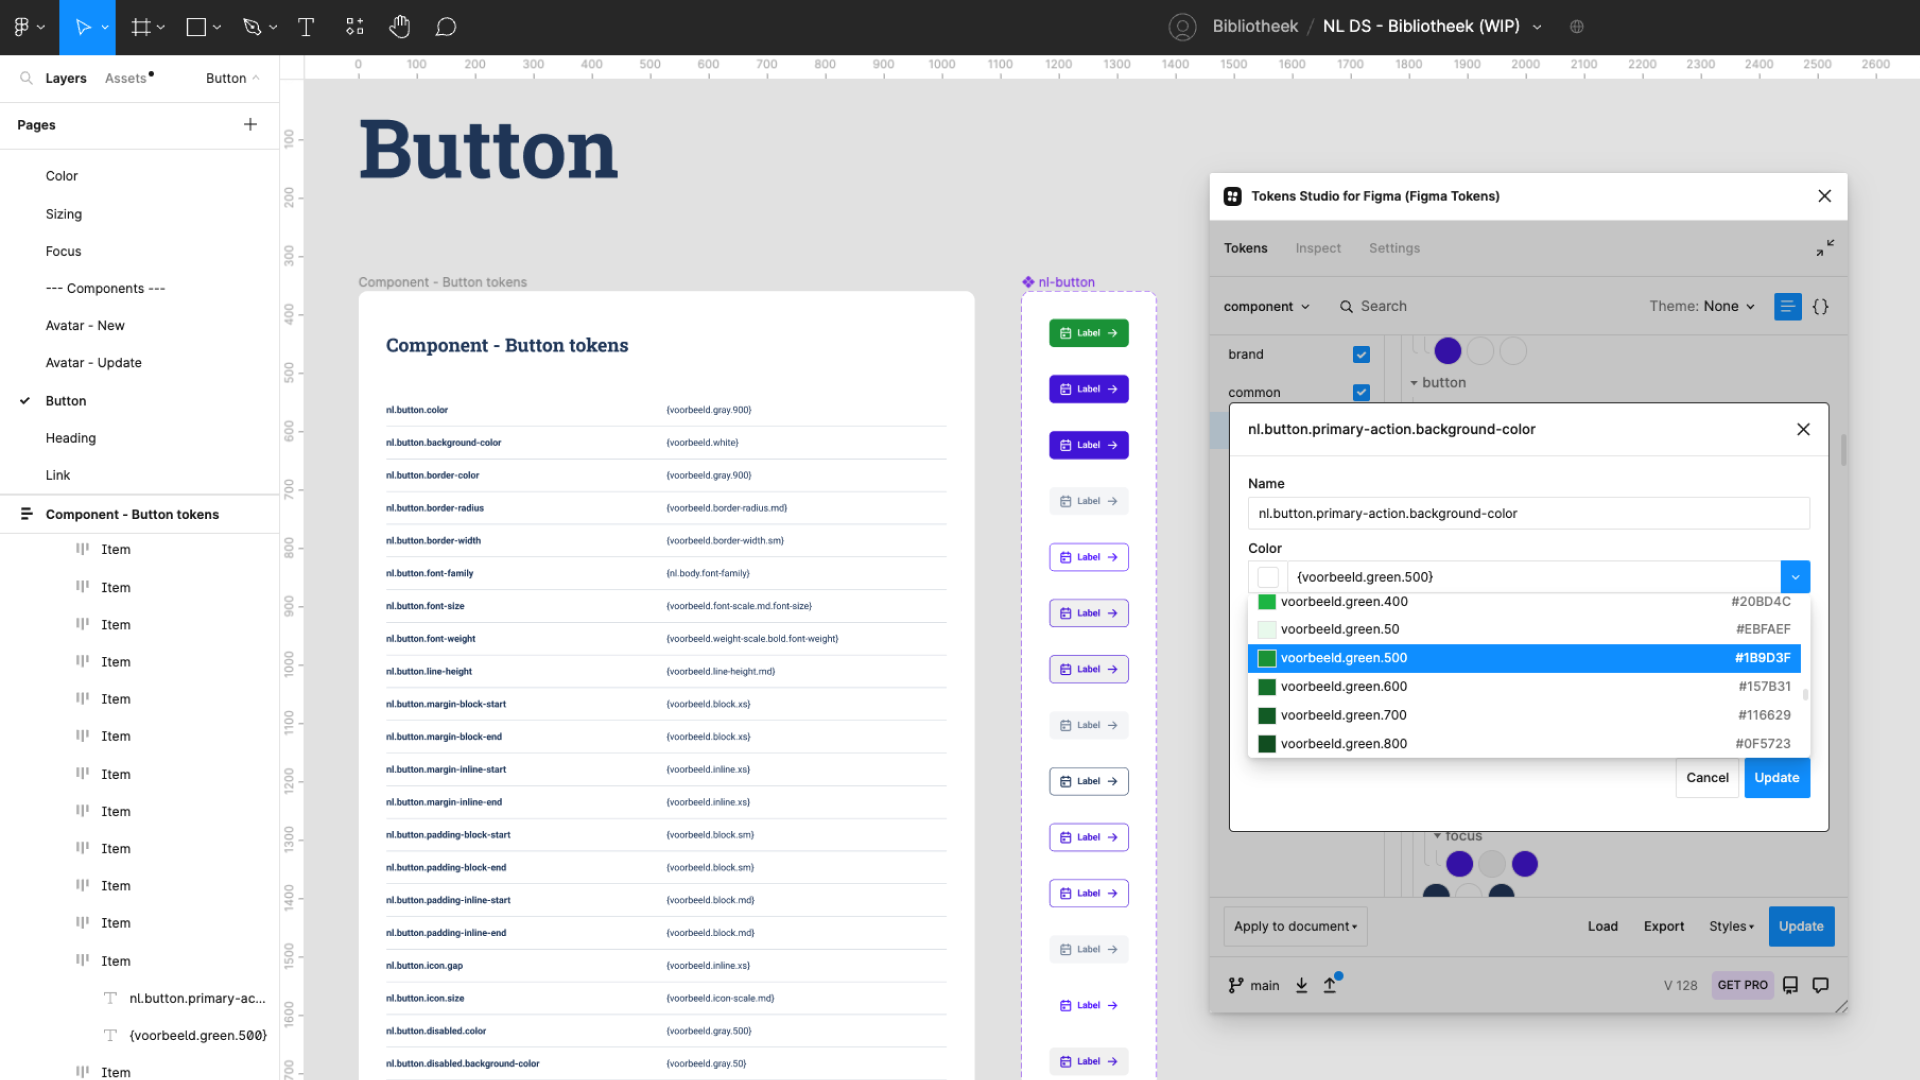 Bibliotheek / NL DS - Bibliotheek (WIP)
Layers Assets Button
0 100 200 300 400 500 600 700 800 900 1000 1100 1200 1300 1400 1500 1600 1700 1800 1900 2000 2100 2200 2300 2400 2500 2600
Pages
Color
Sizing
Focus
--- Components ---
Avatar - New
Avatar - Update
Button
Heading
Link
Component - Button tokens
Item
Item
Item
Item
Item
Item
Item
Item
Item
Item
Item
Item
nl.button.primary-ac...
{voorbeeld.green.500}
Item
100
200
300
400
500
600
700
800
900
1000
1100
1200
1300
1400
1500
1600
700
Button
Component - Button tokens
Component - Button tokens
nl.button.color {voorbeeld.gray.900}
nl.button.background-color {voorbeeld.white}
nl.button.border-color {voorbeeld.gray.900}
nl.button.border-radius {voorbeeld.border-radius.md}
nl.button.border-width {voorbeeld.border-width.sm}
nl.button.font-family {nl.body.font-family}
nl.button.font-size {voorbeeld.font-scale.md.font-size}
nl.button.font-weight {voorbeeld.weight-scale.bold.font-weight}
nl.button.line-height {voorbeeld.line-height.md}
nl.button.margin-block-start {voorbeeld.block.xs}
nl.button.margin-block-end {voorbeeld.block.xs}
nl.button.margin-inline-start {voorbeeld.inline.xs}
nl.button.margin-inline-end {voorbeeld.inline.xs}
nl.button.padding-block-start {voorbeeld.block.sm}
nl.button.padding-block-end {voorbeeld.block.sm}
nl.button.padding-inline-start {voorbeeld.block.md}
nl.button.padding-inline-end {voorbeeld.block.md}
nl.button.icon.gap {voorbeeld.inline.xs}
nl.button.icon.size {voorbeeld.icon-scale.md}
nl.button.disabled.color {voorbeeld.gray.500}
nl.button.disabled.background-color {voorbeeld.gray.50}
nl-button
Label
Label
Label
Label
Label
Label
Label
Label
Label
Label
Label
Label
Label
Label
Tokens Studio for Figma (Figma Tokens)
Tokens Inspect Settings
component Search Theme: None {}
brand
common
button
nl.button.primary-action.background-color
Name
nl.button.primary-action.background-color
Color
{voorbeeld.green.500}
voorbeeld.green.400 #20BD4C
voorbeeld.green.50 #EBFAEF
voorbeeld.green.500 #1B9D3F
voorbeeld.green.600 #157B31
voorbeeld.green.700 #116629
voorbeeld.green.800 #0F5723
Cancel Update
focus
Apply to document Load Export Styles Update
main V 128 GET PRO